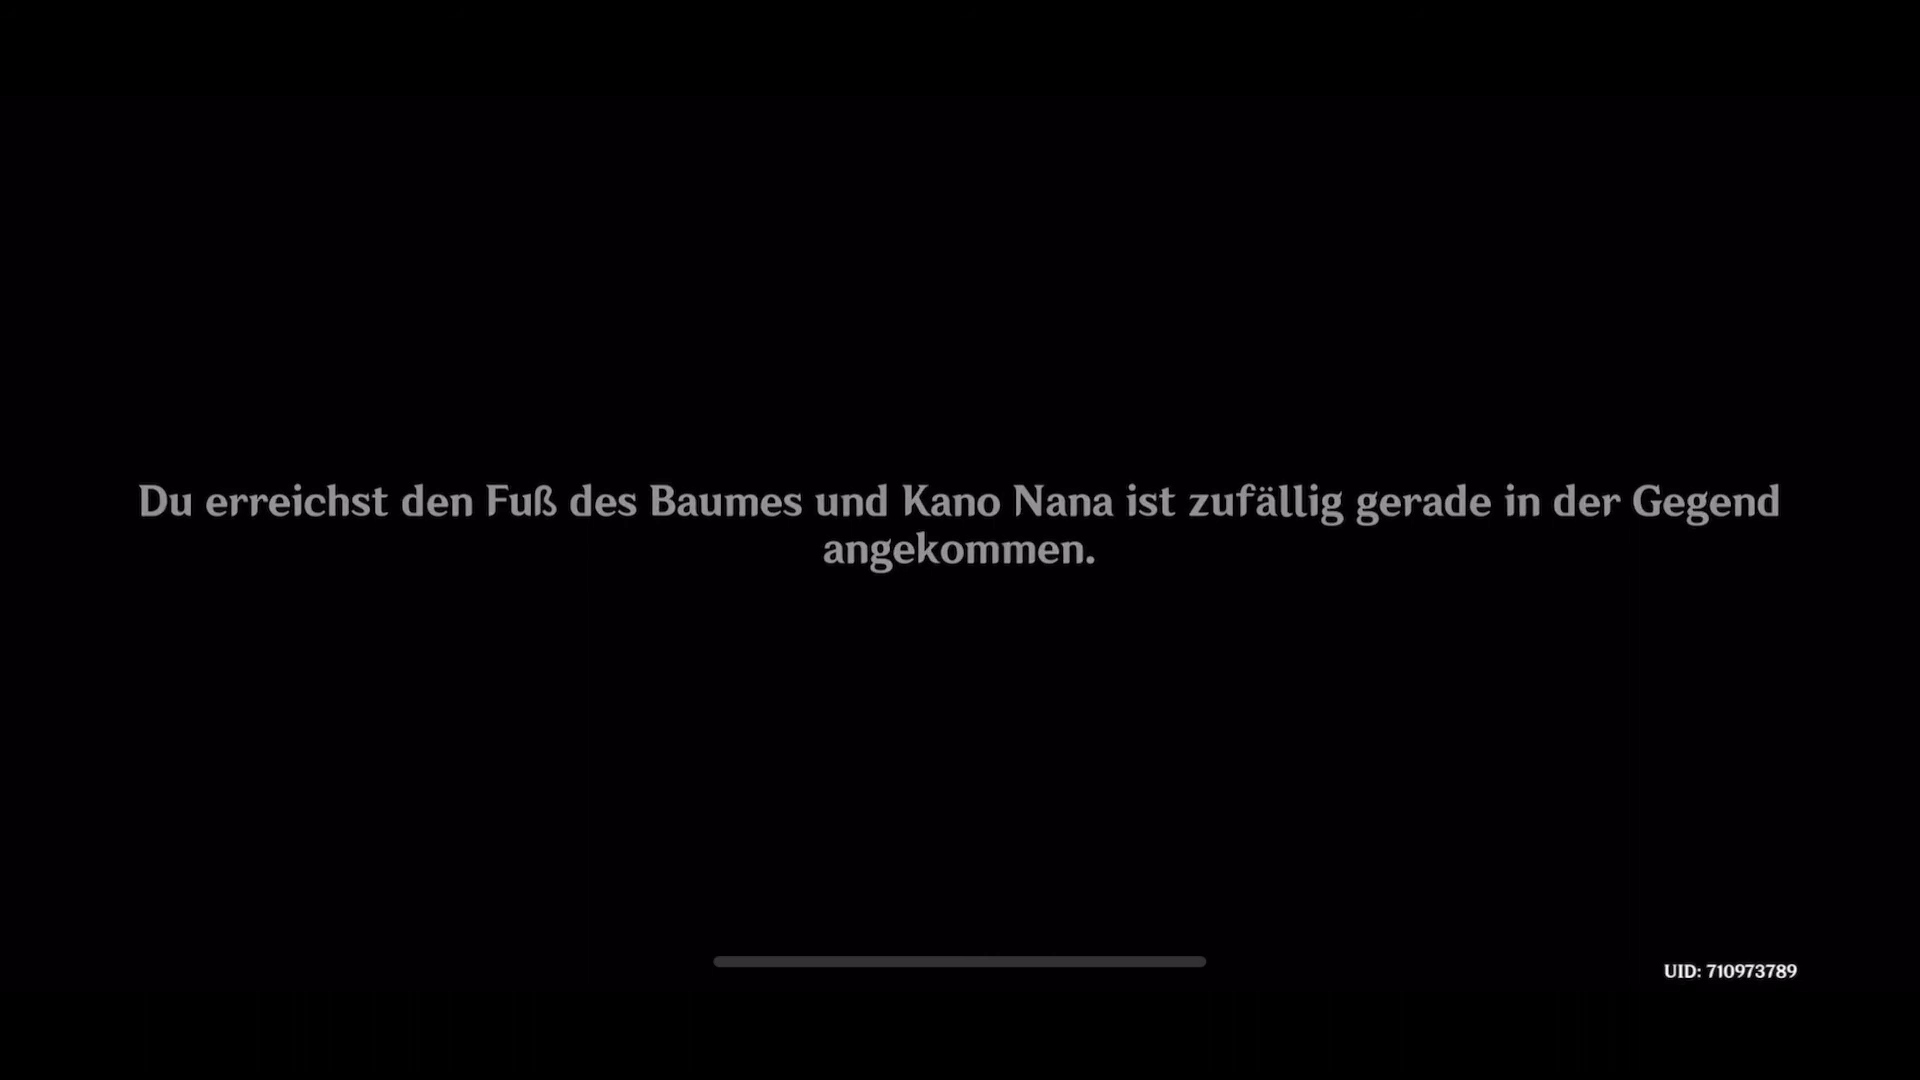 Du erreichst den Fuß des Baumes und Kano Nana ist zufällig gerade in der Gegend
angekommen.
UID: 710973789